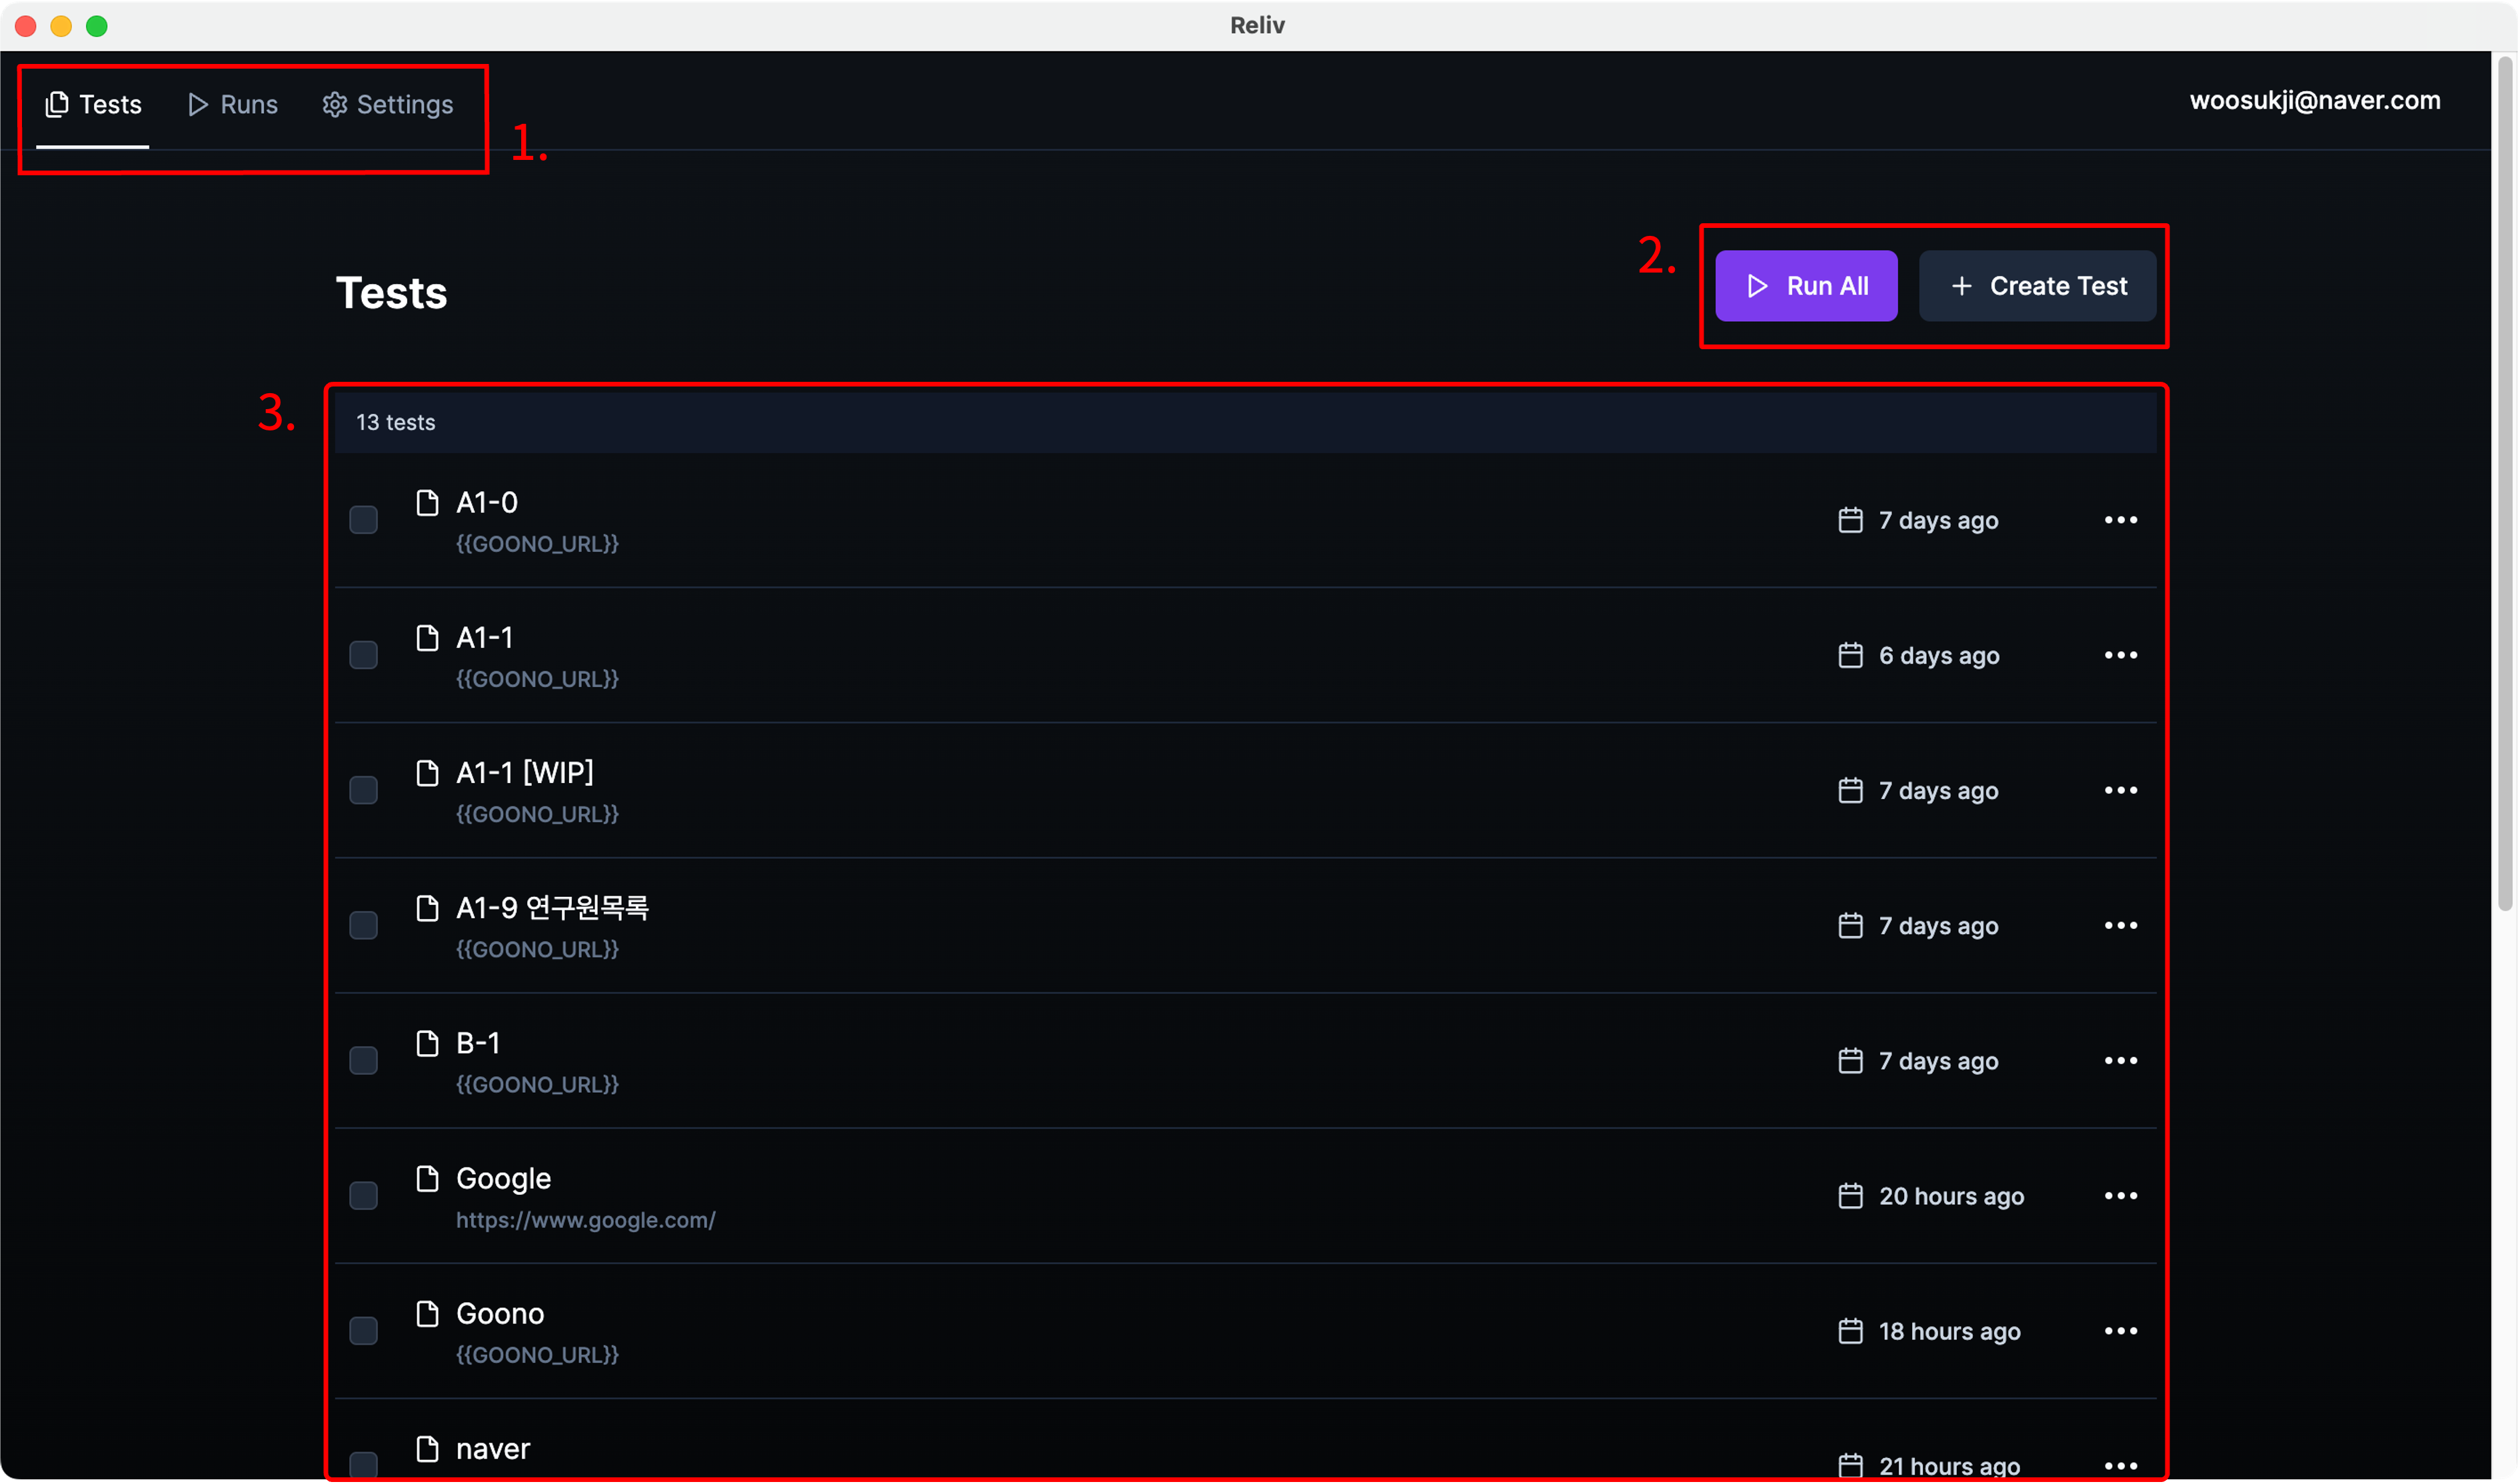 Reliv
Tests Runs Settings woosukji@naver.com
1.
2.
Tests Run All Create Test
3.
13 tests
A1-0
{{GOONO_URL}}
7 days ago
A1-1
{{GOONO_URL}}
6 days ago
A1-1 [WIP]
{{GOONO_URL}}
7 days ago
A1-9 연구원목록
{{GOONO_URL}}
7 days ago
B-1
{{GOONO_URL}}
7 days ago
Google
https://www.google.com/
20 hours ago
Goono
{{GOONO_URL}}
18 hours ago
naver
21 hours ago